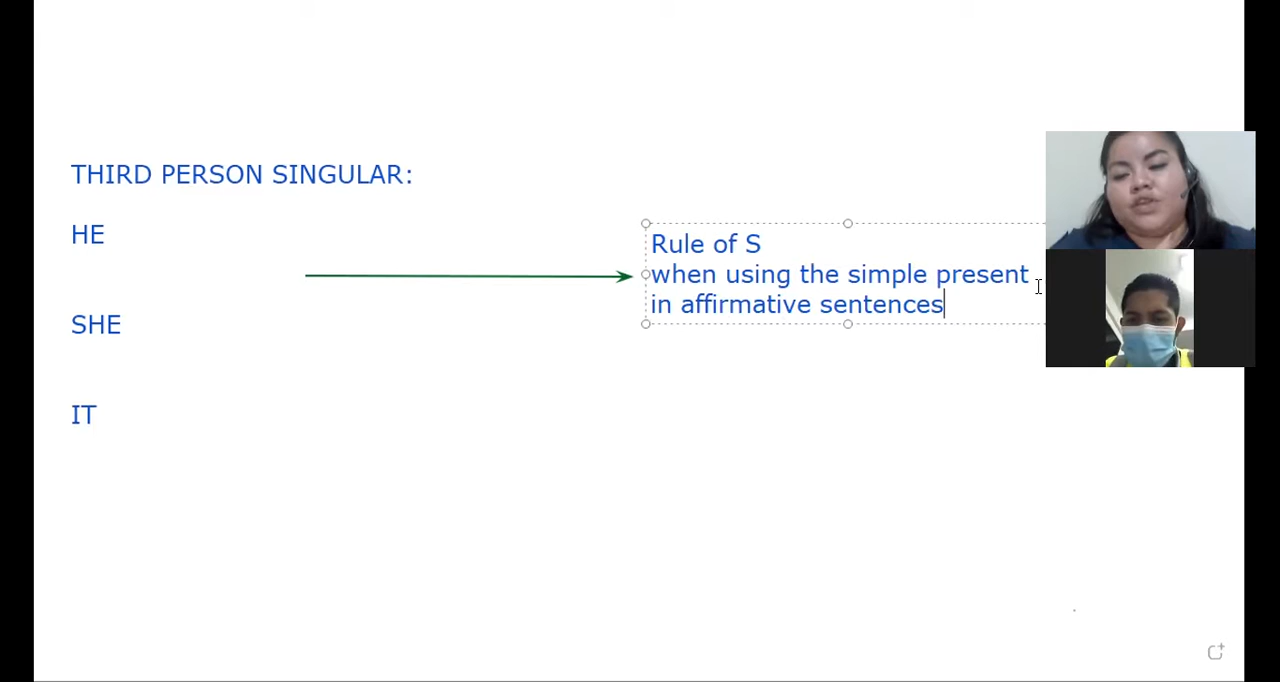 THIRD PERSON SINGULAR:
HE
SHE
IT
Rule of S
when using the simple present
in affirmative sentences